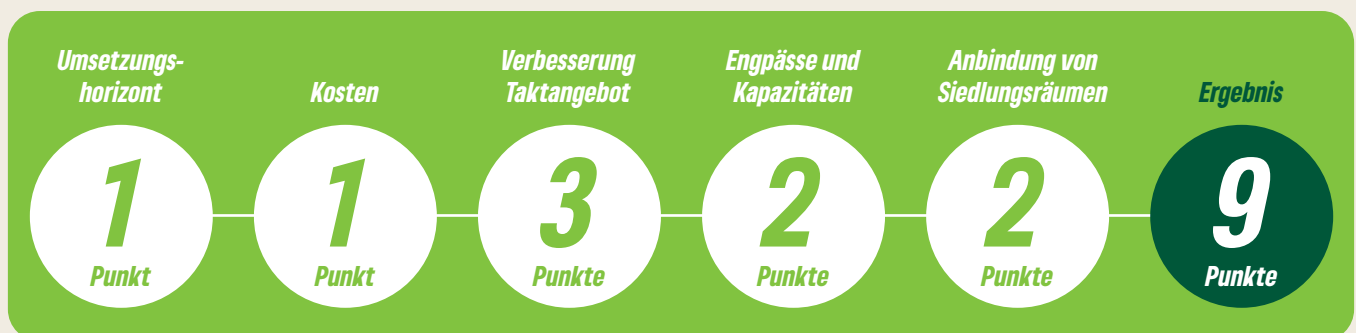 Umsetzungs-
horizont
Kosten
Verbesserung
Taktangebot
Engpässe und
Kapazitäten
Anbindung von
Siedlungsräumen
Ergebnis
1
Punkt
1
Punkt
3
Punkte
2
Punkte
2
Punkte
9
Punkte